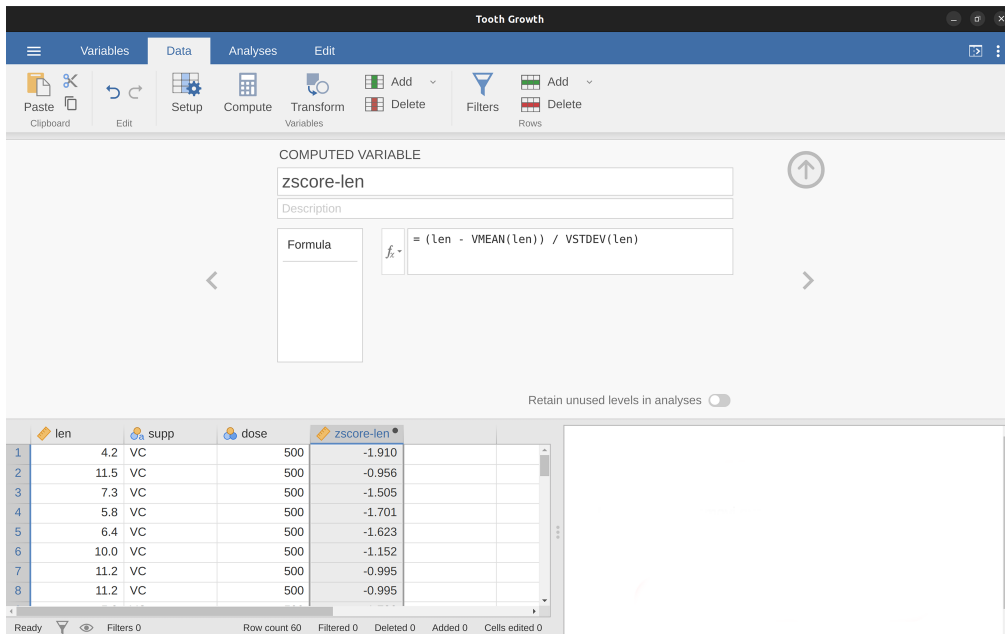 Tooth Growth
Variables Data Analyses Edit
Paste Setup Compute Transform Add Delete Filters Add Delete
Clipboard Edit Variables Rows
COMPUTED VARIABLE
zscore-len
Description
Formula
fx = (len - VMEAN(len)) / VSTDEV(len)
Retain unused levels in analyses
len supp dose zscore-len
1 4.2 VC 500 -1.910
2 11.5 VC 500 -0.956
3 7.3 VC 500 -1.505
4 5.8 VC 500 -1.701
5 6.4 VC 500 -1.623
6 10.0 VC 500 -1.152
7 11.2 VC 500 -0.995
8 11.2 VC 500 -0.995
Ready Filters 0 Row count 60 Filtered 0 Deleted 0 Added 0 Cells edited 0